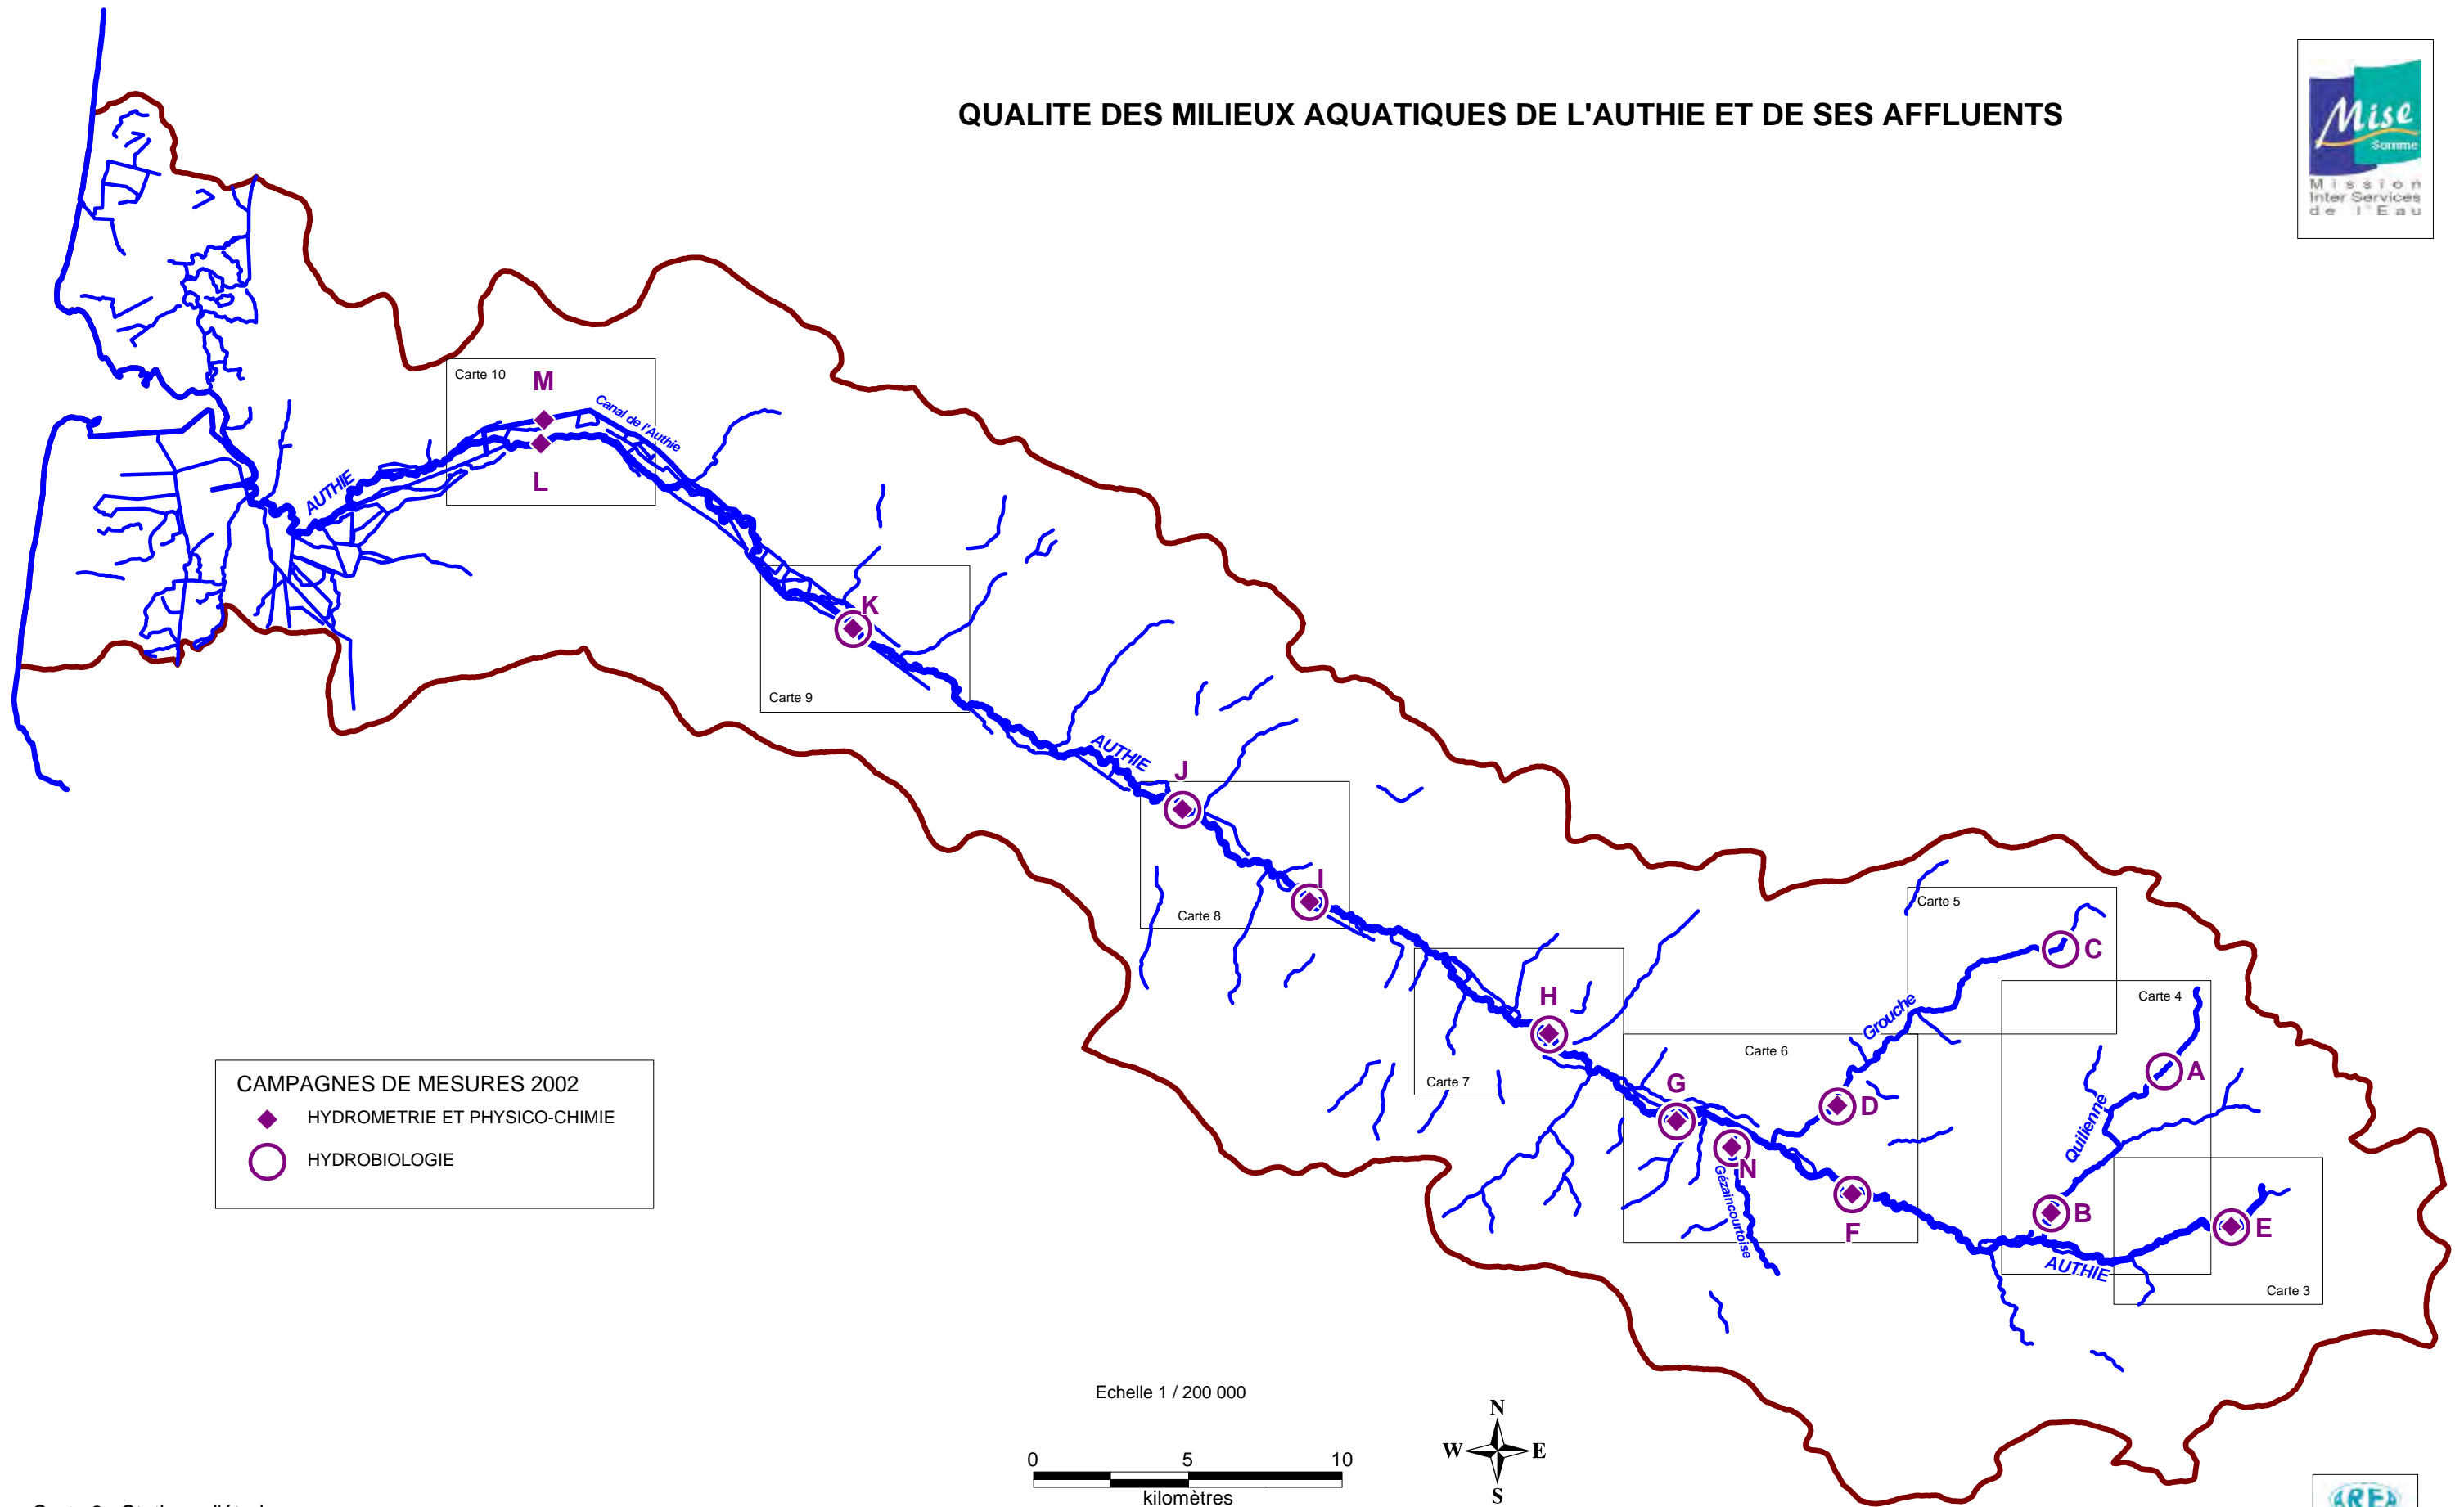 QUALITE DES MILIEUX AQUATIQUES DE L'AUTHIE ET DE SES AFFLUENTS
Mise
Somme
Mission
Inter Services
de l'Eau
Carte 10
M
Canal de l'Authie
L
AUTHIE
K
Carte 9
AUTHIE
J
I
Carte 8
Carte 5
C
Carte 4
H
Grouche
A
Carte 6
Carte 7
G
D
Quilienne
N
Gézaincourtoise
B
F
E
AUTHIE
Carte 3
CAMPAGNES DE MESURES 2002
HYDROMETRIE ET PHYSICO-CHIMIE
HYDROBIOLOGIE
Echelle 1 / 200 000
0 5 10
kilomètres
N
W E
S
AREA